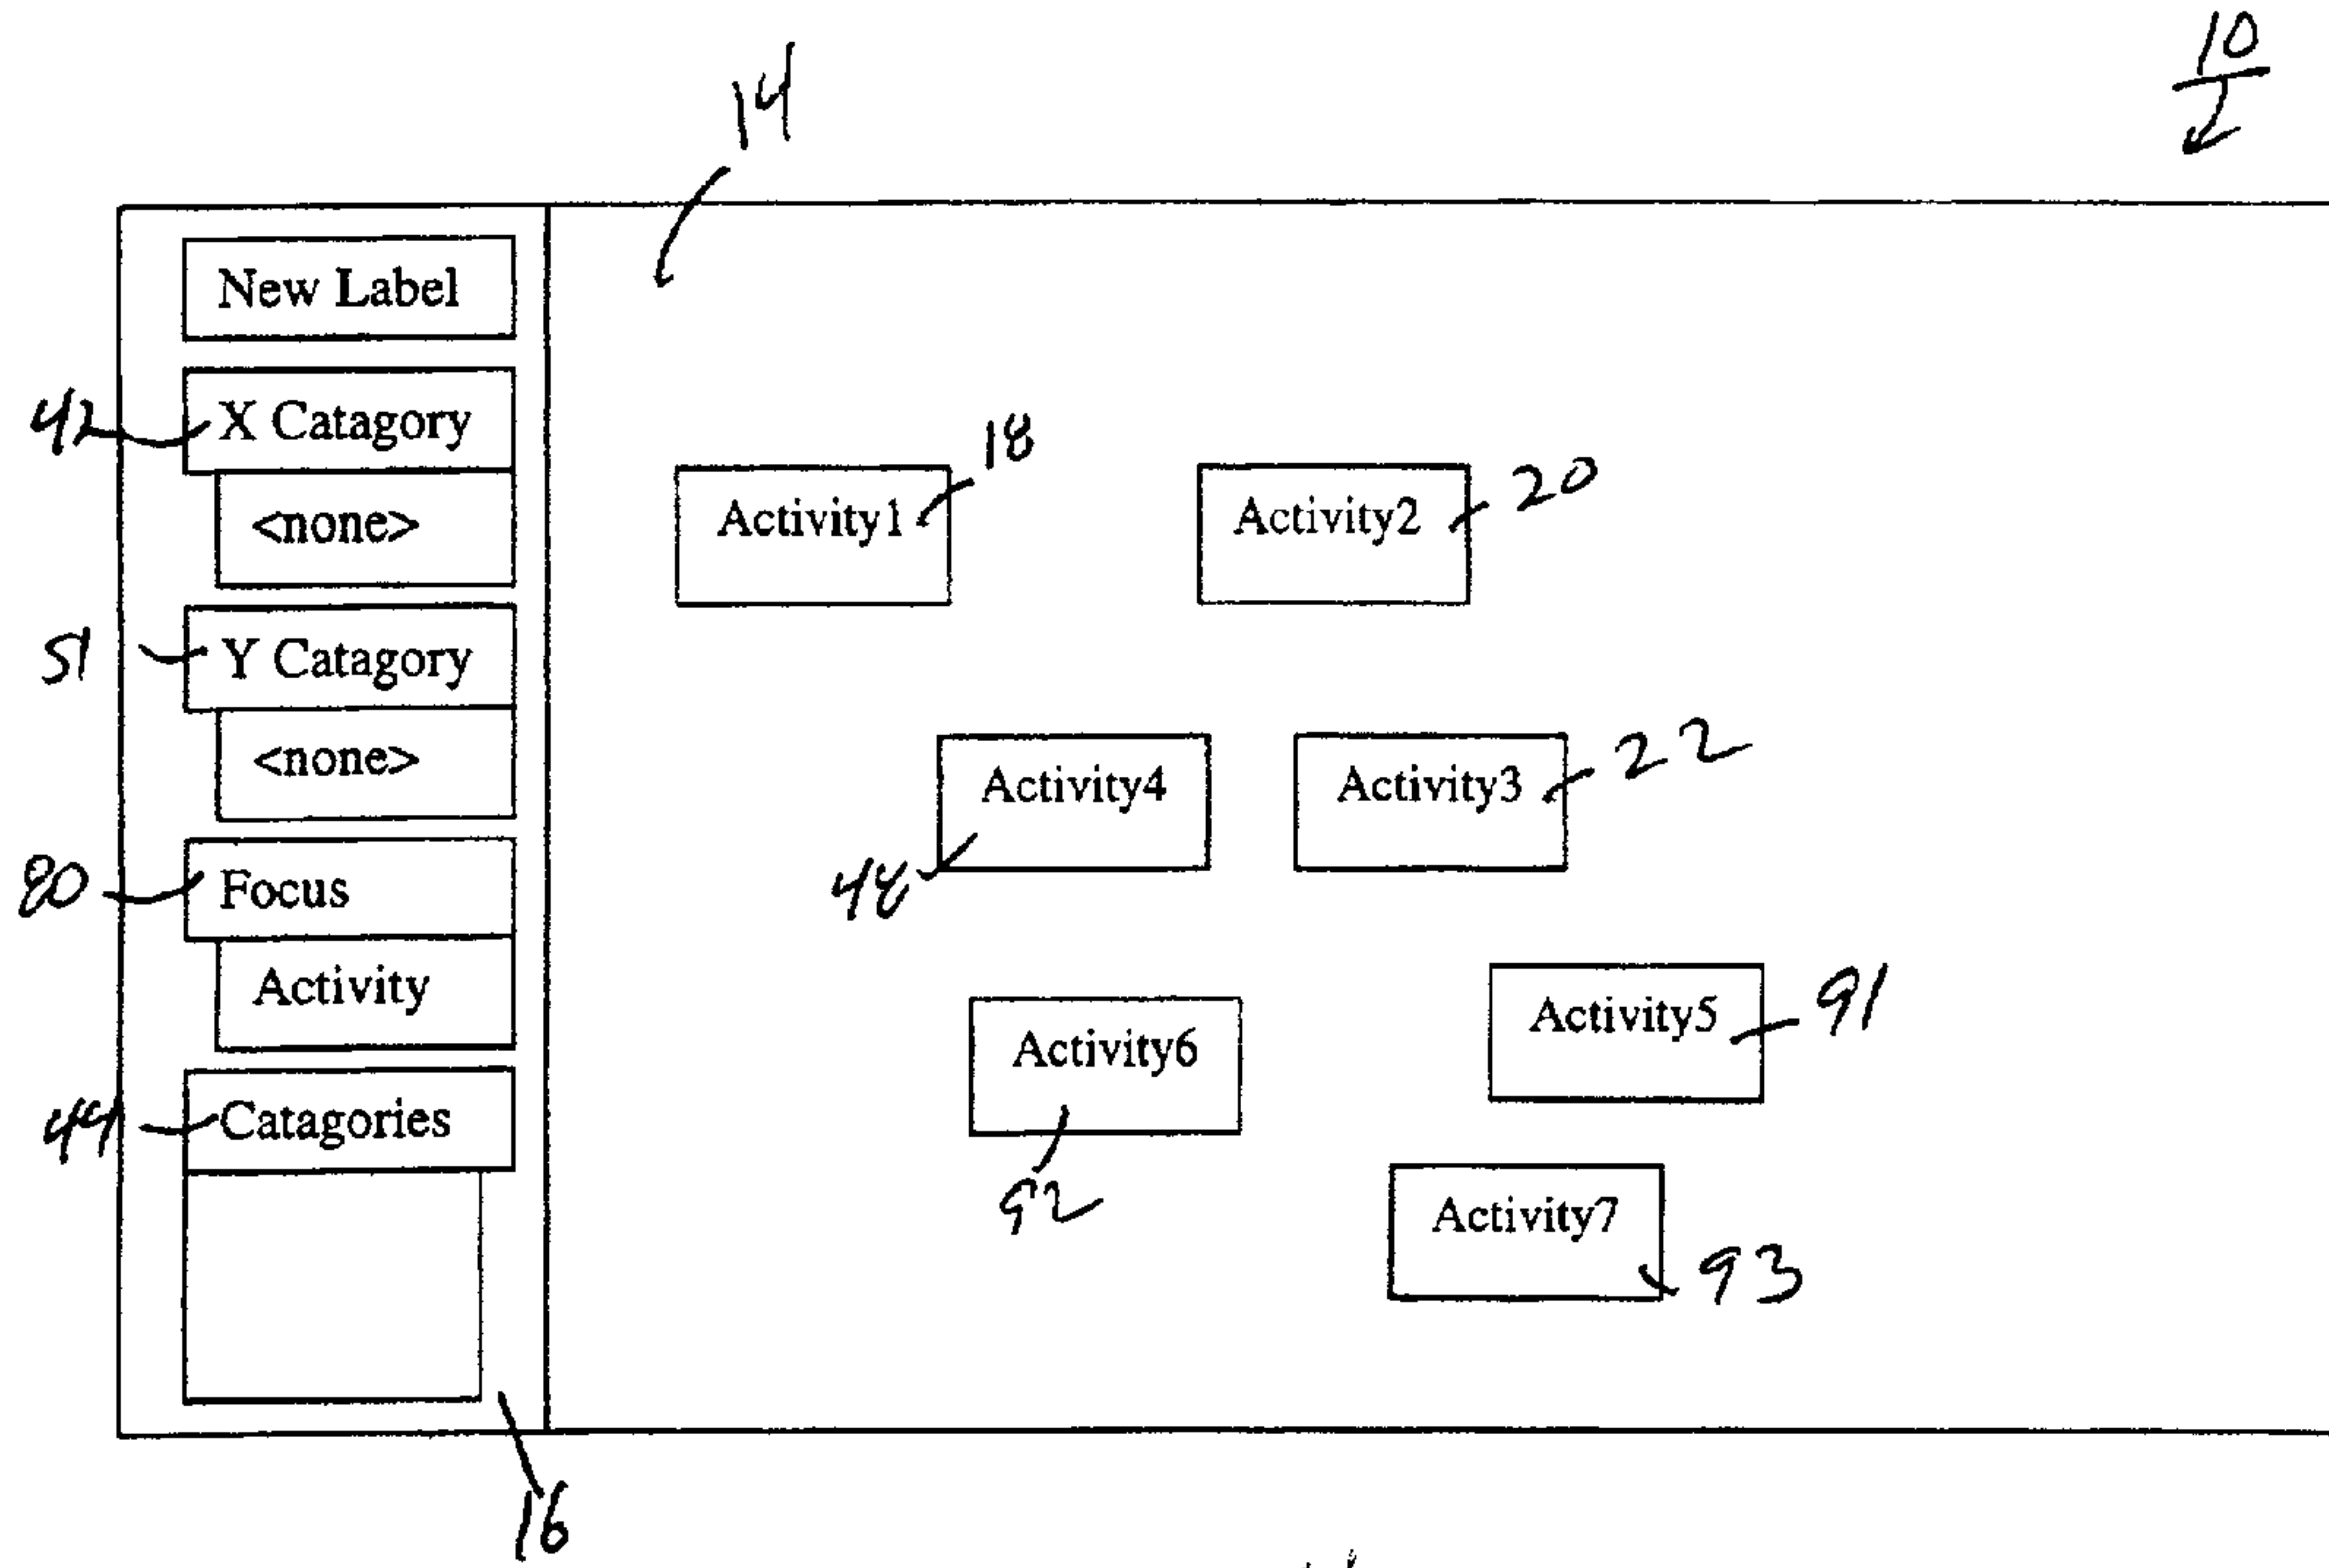 10
14
New Label
42 X Catagory
<none>
18
Activity1
Activity2 20
51 Y Catagory
<none>
Activity4
48
Activity3 22
80 Focus
Activity
Activity5 91
Activity6
92
44 Catagories
Activity7
93
16